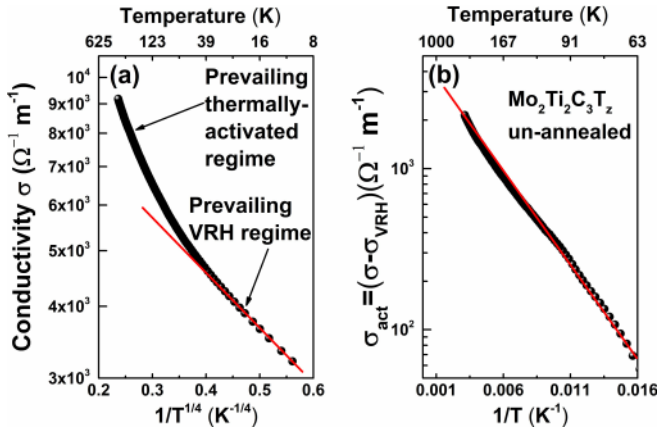 Temperature (K)
625 123 39 16 8
(a)
Prevailing
thermally-
activated
regime
Prevailing
VRH regime
Conductivity σ (Ω⁻¹ m⁻¹)
10⁴
9x10³
8x10³
7x10³
6x10³
5x10³
4x10³
3x10³
0.2 0.3 0.4 0.5 0.6
1/T^{1/4} (K^{-1/4})
Temperature (K)
1000 167 91 63
(b)
Mo₂Ti₂C₃T_z
un-annealed
σ_act=(σ-σ_VRH)(Ω⁻¹ m⁻¹)
10³
10²
0.001 0.006 0.011 0.016
1/T (K⁻¹)